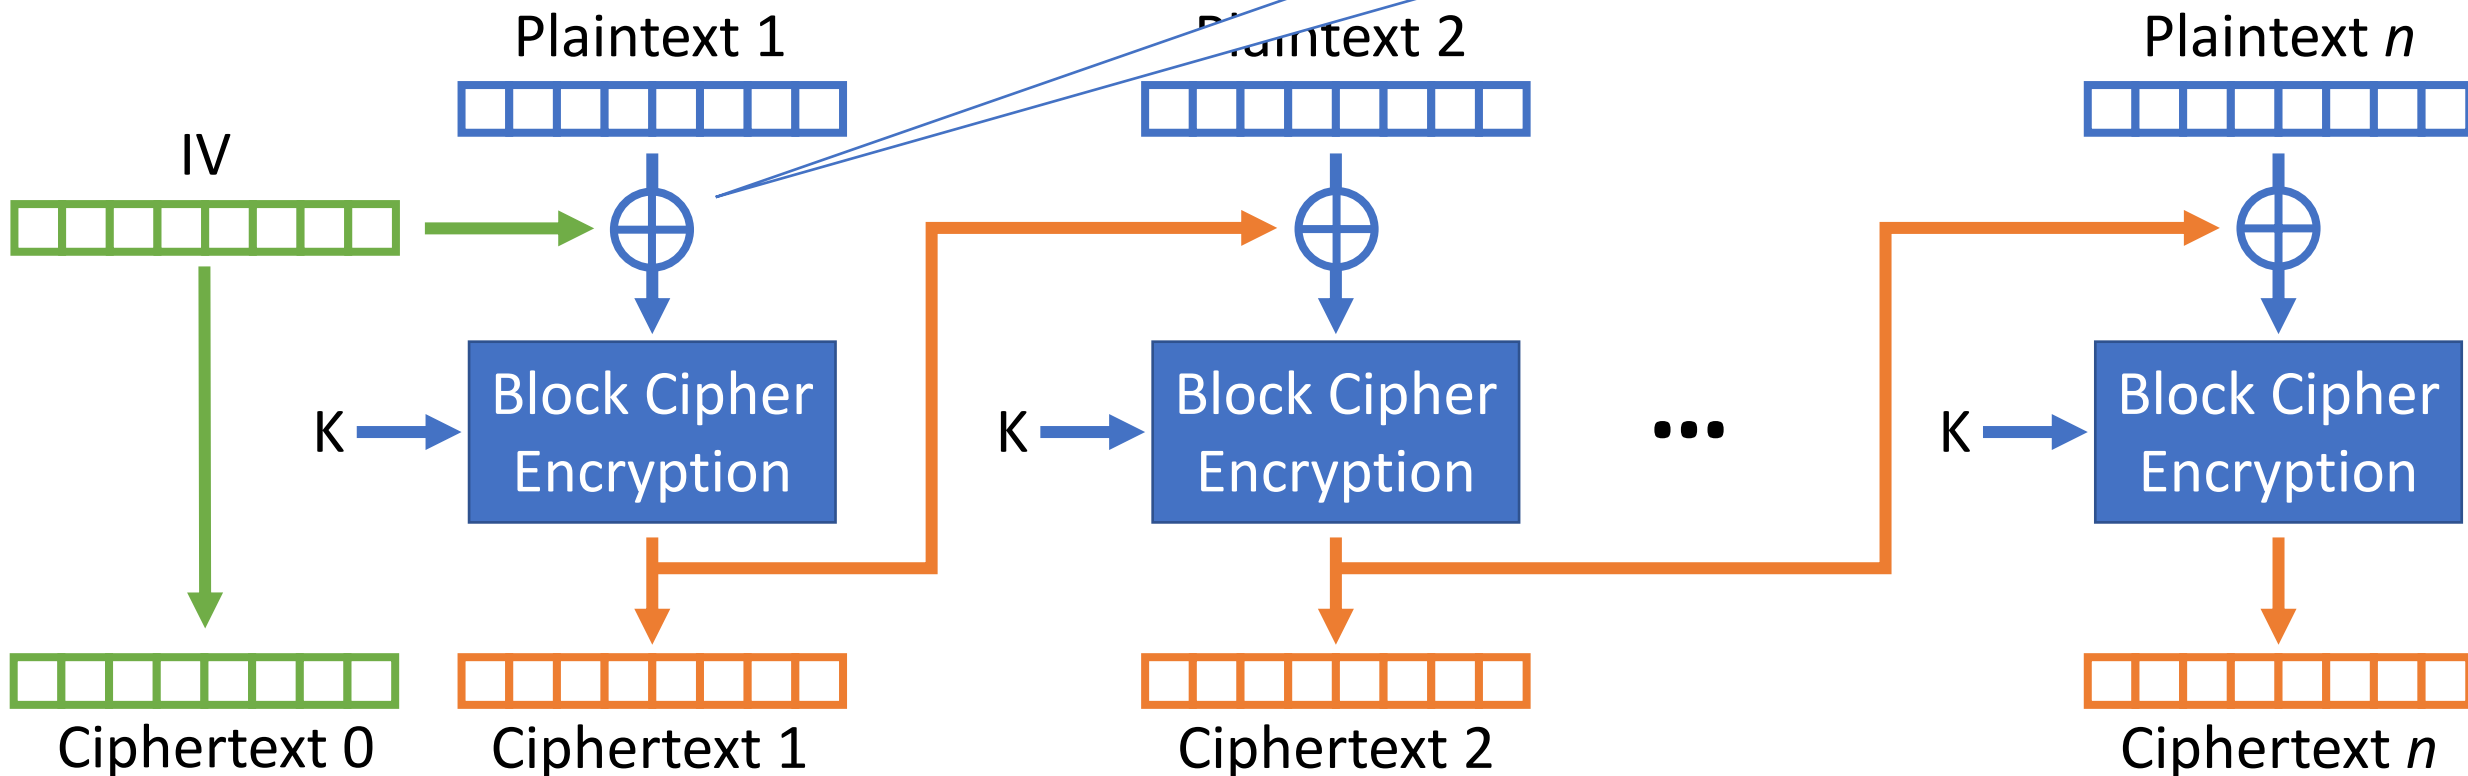 Plaintext 1
Plaintext 2
Plaintext n
IV
K
Block Cipher
Encryption
K
Block Cipher
Encryption
...
K
Block Cipher
Encryption
Ciphertext 0
Ciphertext 1
Ciphertext 2
Ciphertext n